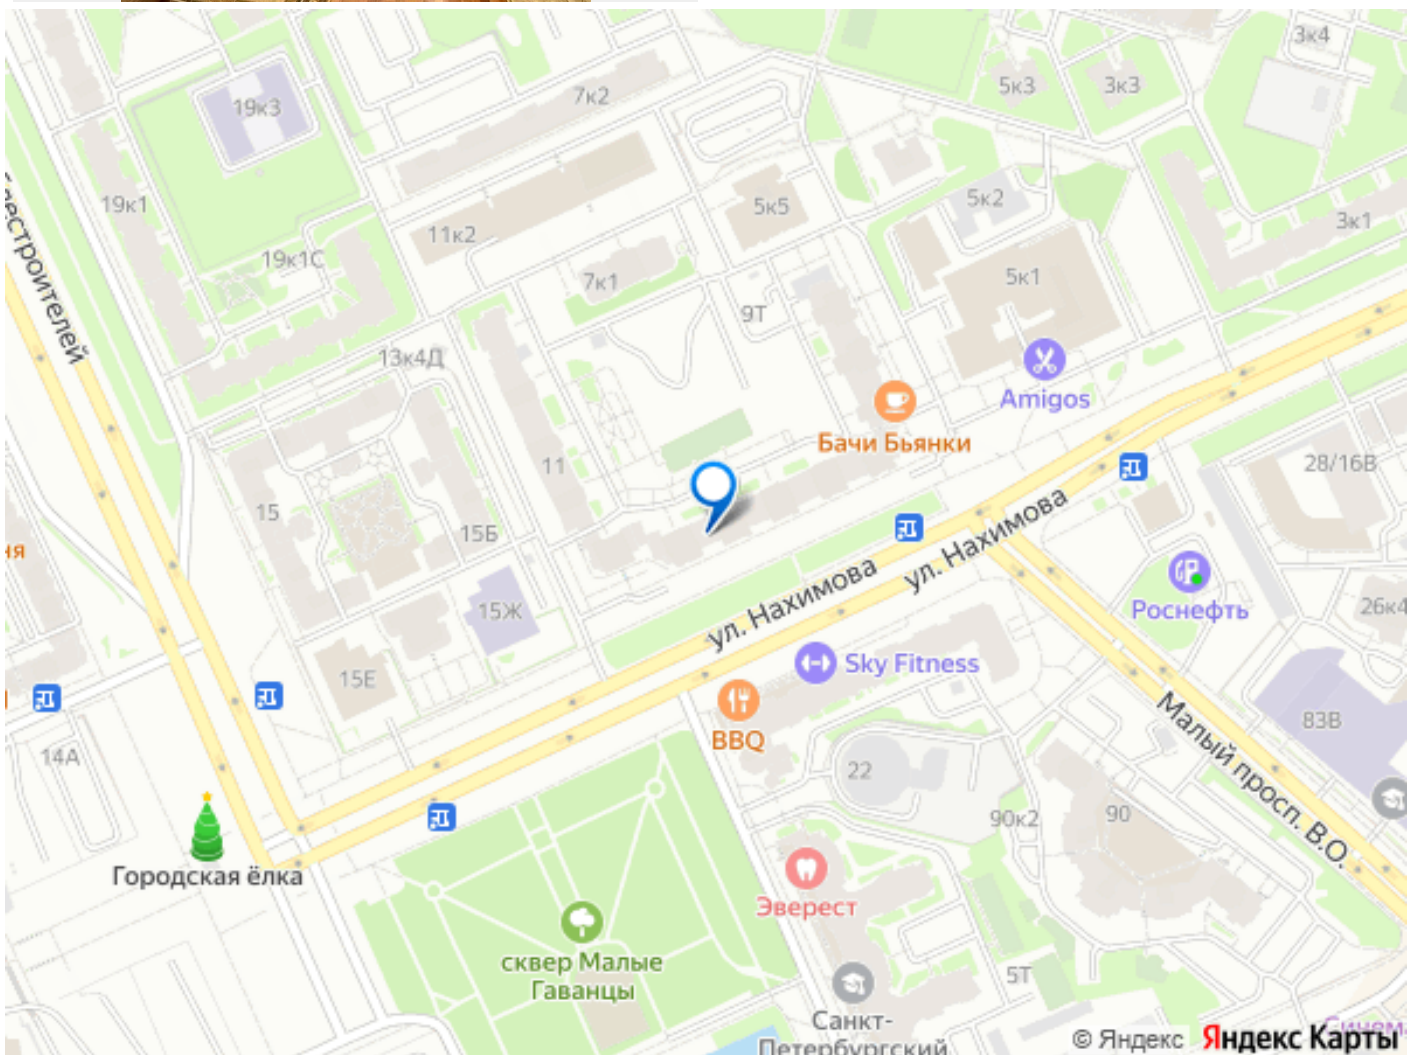 3к4
5к3
3к3
7к2
19к3
19к1
5к5
5к2
3к1
11к2
19к1С
7к1
5к1
9Т
13к4Д
Amigos
Бачи Бьянки
11
28/16В
15
15Б
ул. Нахимова
ул. Нахимова
15Ж
Роснефть
26к4
Sky Fitness
15Е
BBQ
Малый просп. В.О.
83В
14А
22
90к2
90
Городская ёлка
Эверест
сквер Малые
Гаванцы
5Т
Санкт-
Петербургский
© Яндекс
Яндекс Карты